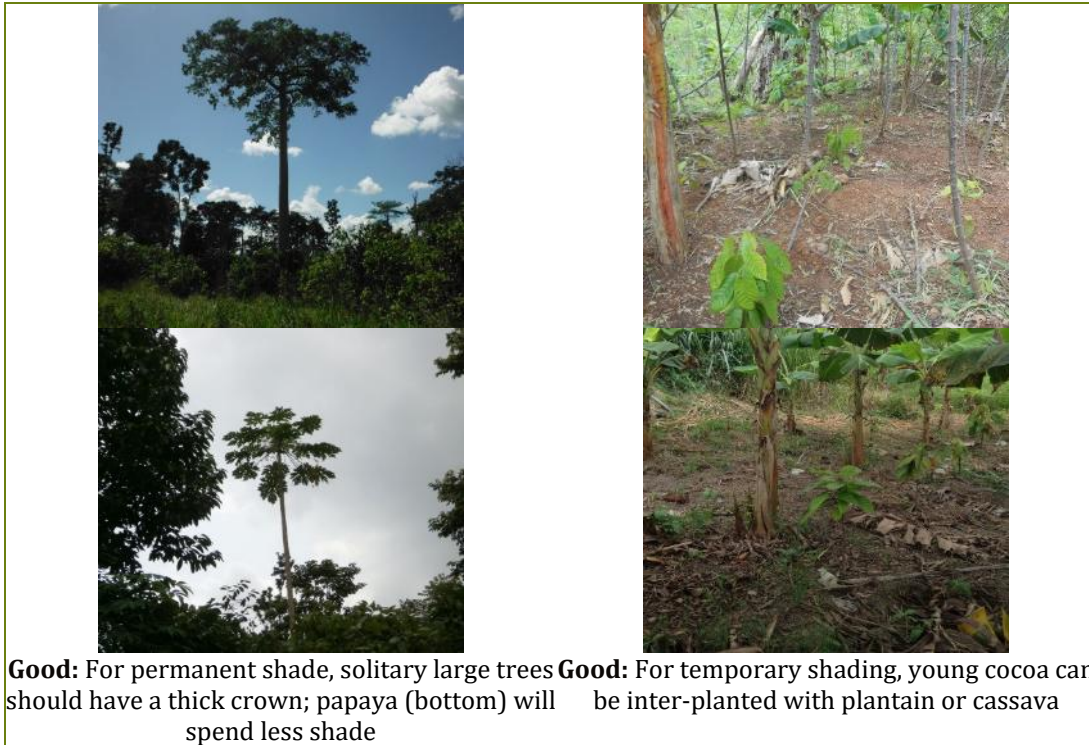 Good: For permanent shade, solitary large trees
should have a thick crown; papaya (bottom) will
spend less shade
Good: For temporary shading, young cocoa can
be inter-planted with plantain or cassava